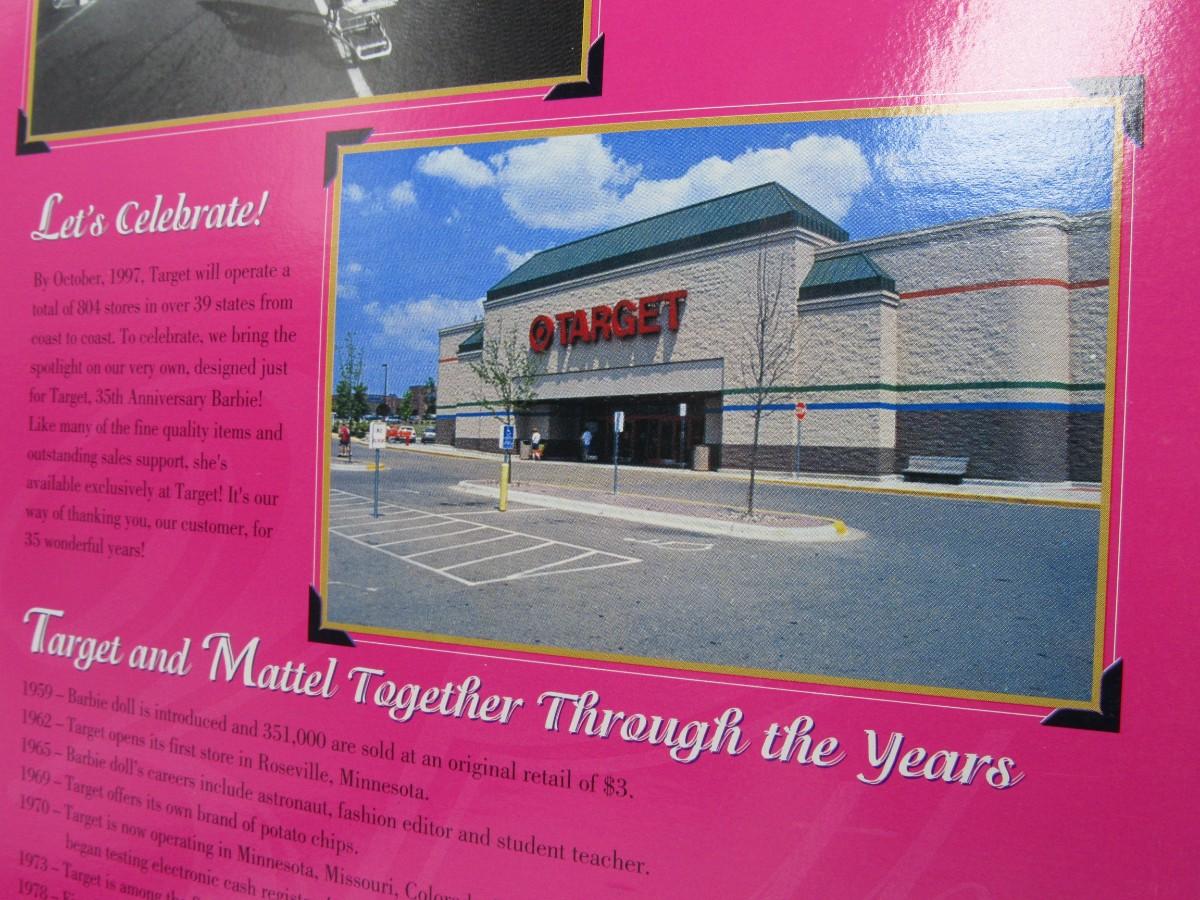 Let's Celebrate!
By October, 1997, Target will operate a
total of 804 stores in over 39 states from
coast to coast. To celebrate, we bring the
spotlight on our very own, designed just
for Target, 35th Anniversary Barbie!
Like many of the fine quality items and
outstanding sales support, she's
available exclusively at Target! It's our
way of thanking you, our customer, for
35 wonderful years!
TARGET
Target and Mattel Together Through the Years
1959 – Barbie doll is introduced and 351,000 are sold at an original retail of $3.
1962 – Target opens its first store in Roseville, Minnesota.
1965 – Barbie doll's careers include astronaut, fashion editor and student teacher.
1969 – Target offers its own brand of potato chips.
1970 – Target is now operating in Minnesota, Missouri,
began testing electronic cash
1973 – Target is among the
1978 –